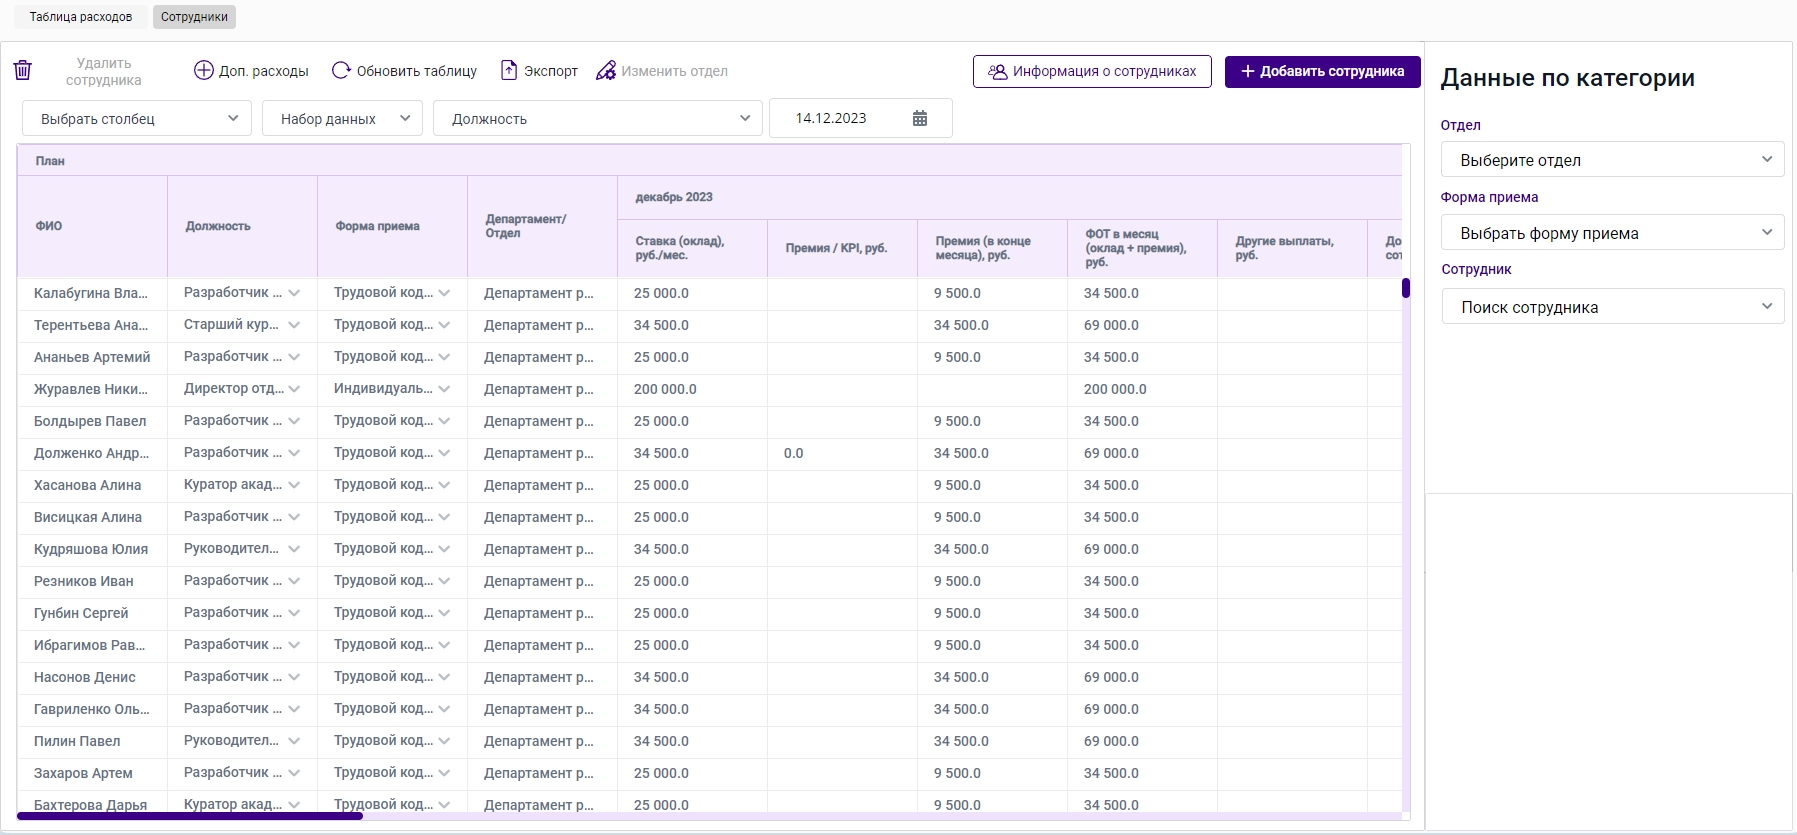 Таблица расходов Сотрудники
Удалить сотрудника Доп. расходы Обновить таблицу Экспорт Изменить отдел Информация о сотрудниках + Добавить сотрудника
Выбрать столбец Набор данных Должность 14.12.2023
План
декабрь 2023
ФИО Должность Форма приема Департамент/ Отдел Ставка (оклад), руб./мес. Премия / KPI, руб. Премия (в конце месяца), руб. ФОТ в месяц (оклад + премия), руб. Другие выплаты, руб. До сот
Калабугина Вла... Разработчик ... Трудовой код... Департамент р... 25 000.0 9 500.0 34 500.0
Терентьева Ана... Старший кур... Трудовой код... Департамент р... 34 500.0 34 500.0 69 000.0
Ананьев Артемий Разработчик ... Трудовой код... Департамент р... 25 000.0 9 500.0 34 500.0
Журавлев Ники... Директор отд... Индивидуаль... Департамент р... 200 000.0 200 000.0
Болдырев Павел Разработчик ... Трудовой код... Департамент р... 25 000.0 9 500.0 34 500.0
Долженко Андр... Разработчик ... Трудовой код... Департамент р... 34 500.0 0.0 34 500.0 69 000.0
Хасанова Алина Куратор акад... Трудовой код... Департамент р... 25 000.0 9 500.0 34 500.0
Висицкая Алина Разработчик ... Трудовой код... Департамент р... 25 000.0 9 500.0 34 500.0
Кудряшова Юлия Руководител... Трудовой код... Департамент р... 34 500.0 34 500.0 69 000.0
Резников Иван Разработчик ... Трудовой код... Департамент р... 25 000.0 9 500.0 34 500.0
Гунбин Сергей Разработчик ... Трудовой код... Департамент р... 25 000.0 9 500.0 34 500.0
Ибрагимов Рав... Разработчик ... Трудовой код... Департамент р... 25 000.0 9 500.0 34 500.0
Насонов Денис Разработчик ... Трудовой код... Департамент р... 34 500.0 34 500.0 69 000.0
Гавриленко Оль... Разработчик ... Трудовой код... Департамент р... 34 500.0 34 500.0 69 000.0
Пилин Павел Руководител... Трудовой код... Департамент р... 34 500.0 34 500.0 69 000.0
Захаров Артем Разработчик ... Трудовой код... Департамент р... 25 000.0 9 500.0 34 500.0
Бахтерова Дарья Куратор акад... Трудовой код... Департамент р... 25 000.0 9 500.0 34 500.0
Данные по категории
Отдел
Выберите отдел
Форма приема
Выбрать форму приема
Сотрудник
Поиск сотрудника